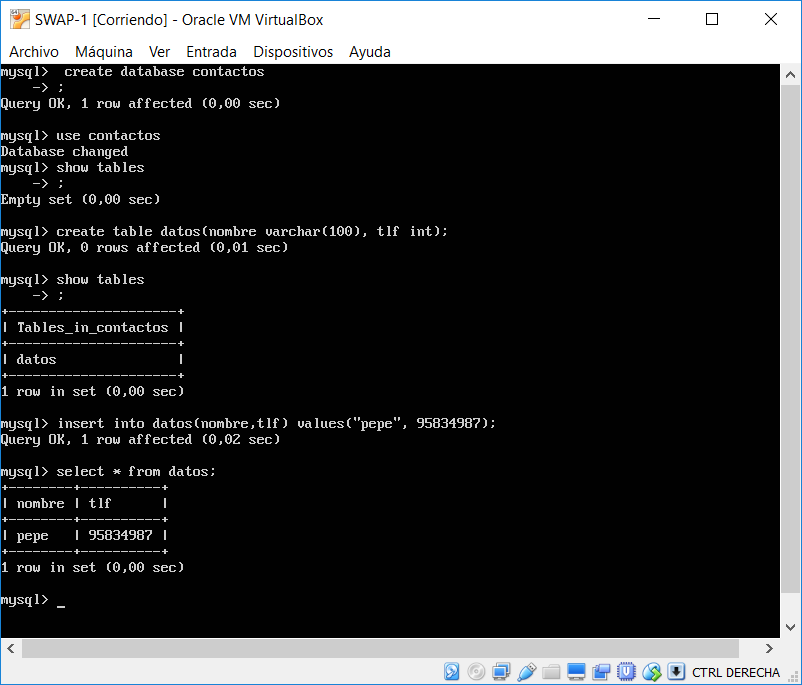 SWAP-1 [Corriendo] - Oracle VM VirtualBox
Archivo Máquina Ver Entrada Dispositivos Ayuda
mysql>  create database contactos
    -> ;
Query OK, 1 row affected (0,00 sec)
mysql> use contactos
Database changed
mysql> show tables
    -> ;
Empty set (0,00 sec)
mysql> create table datos(nombre varchar(100), tlf int);
Query OK, 0 rows affected (0,01 sec)
mysql> show tables
    -> ;
+---------------------+
| Tables_in_contactos |
+---------------------+
| datos               |
+---------------------+
1 row in set (0,00 sec)
mysql> insert into datos(nombre,tlf) values("pepe", 95834987);
Query OK, 1 row affected (0,02 sec)
mysql> select * from datos;
+--------+----------+
| nombre | tlf      |
+--------+----------+
| pepe   | 95834987 |
+--------+----------+
1 row in set (0,00 sec)
mysql> _
CTRL DERECHA